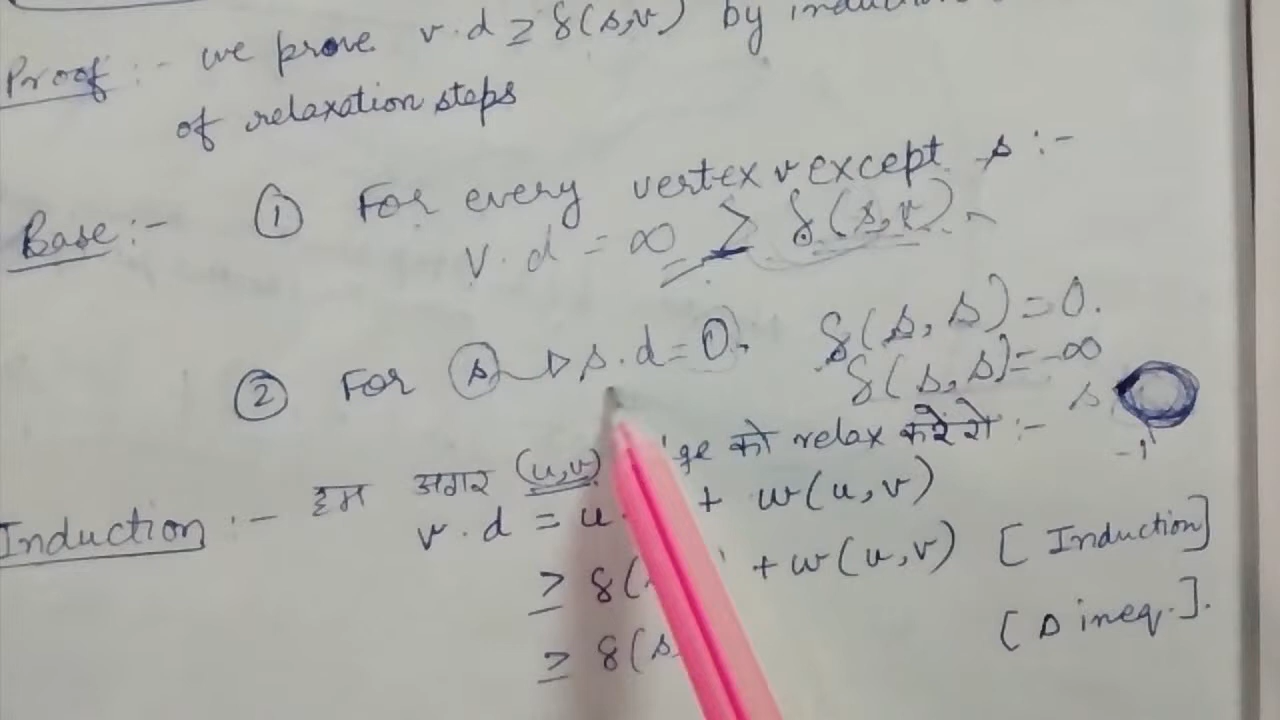 Proof :- we prove v.d ≥ δ(s,v) by
of relaxation steps
Base :- ① For every vertex v except s :-
v.d = ∞ ≥ δ(s,v)
② For ⓢ → s.d = 0. δ(s,s) = 0.
δ(s,s) = -∞
s
-1
Induction :- हम अगर (u,v) को relax करेंगे :-
v.d = u. + w(u,v)
≥ δ( + w(u,v) [Induction]
≥ δ(s, [Δ ineq.].